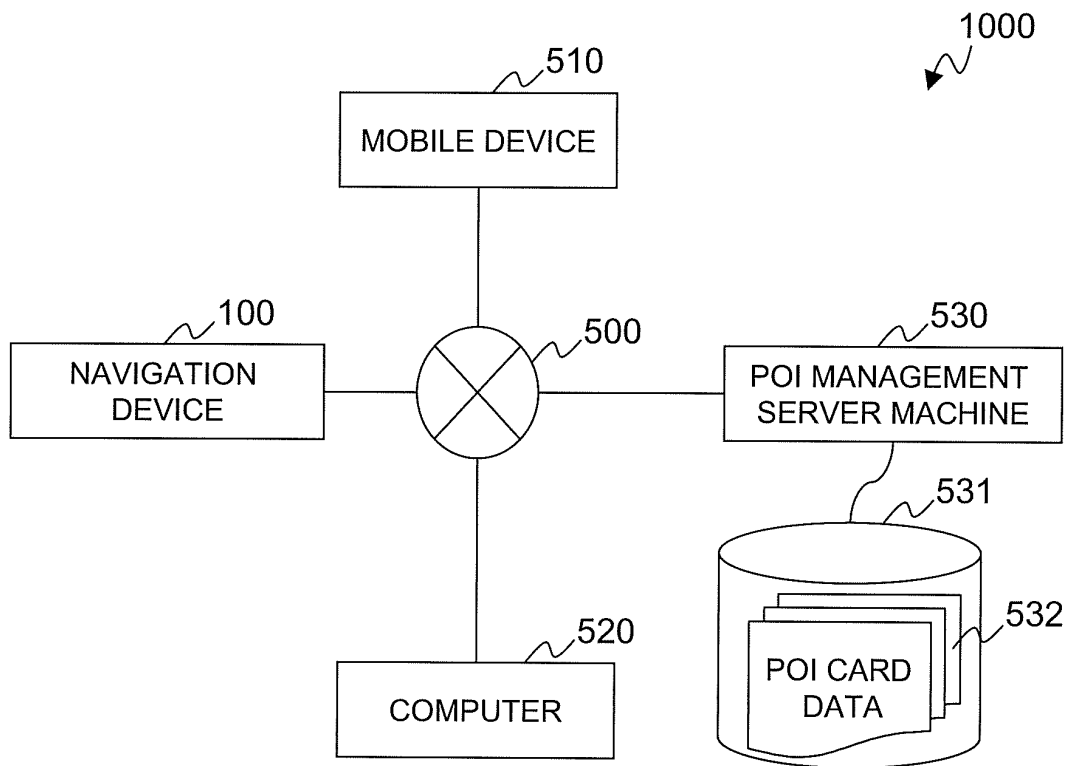 1000
510
MOBILE DEVICE
100
NAVIGATION
DEVICE
500
530
POI MANAGEMENT
SERVER MACHINE
531
532
POI CARD
DATA
520
COMPUTER